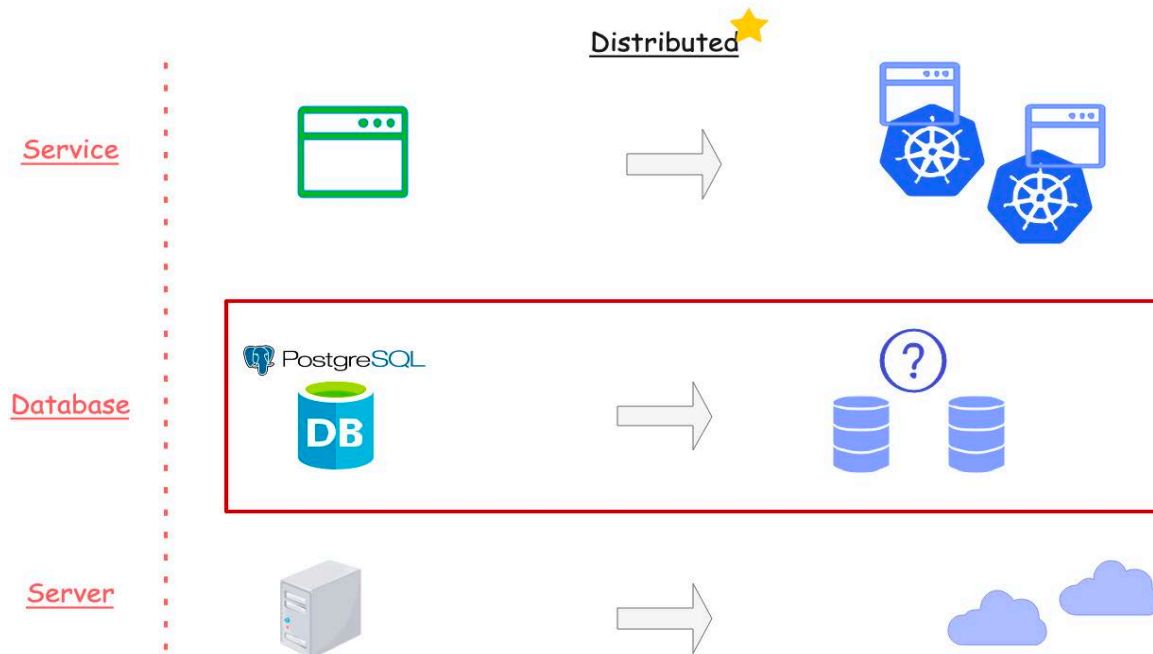 Distributed
Service
PostgreSQL
?
Database
DB
Server